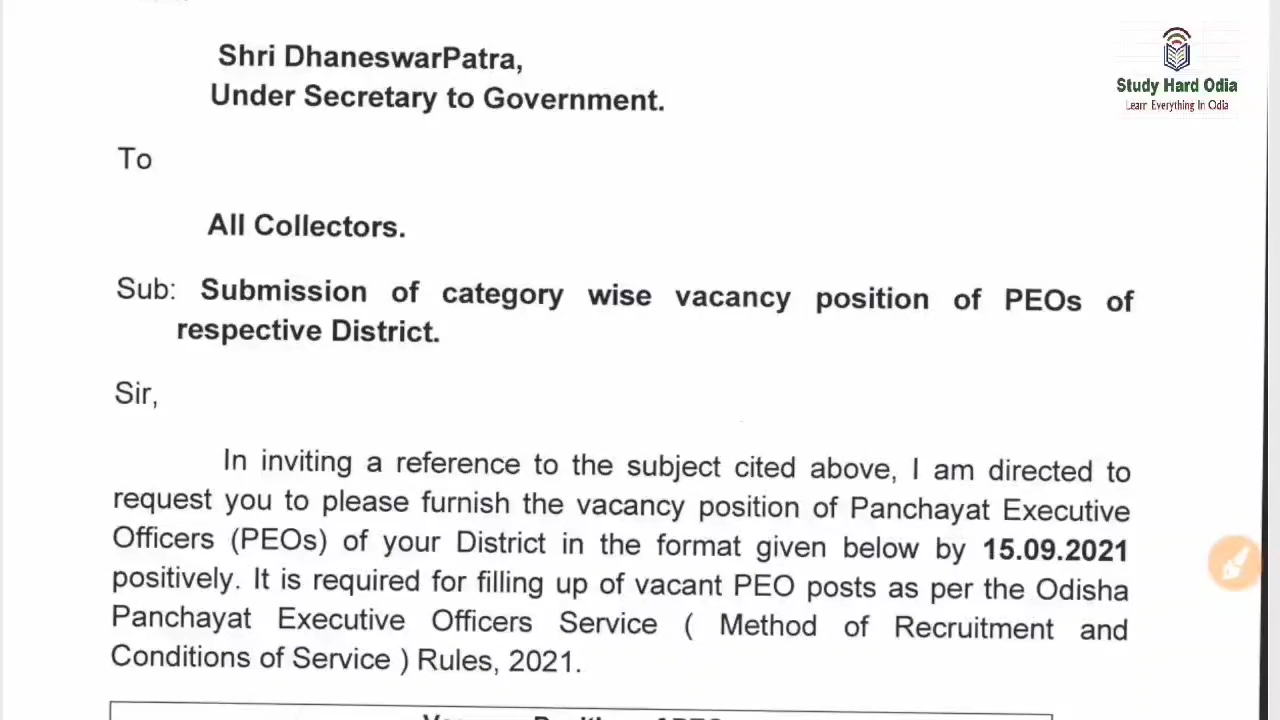 Shri DhaneswarPatra,
Under Secretary to Government.
Study Hard Odia
Learn Everything In Odia
To
All Collectors.
Sub: Submission of category wise vacancy position of PEOs of
respective District.
Sir,
In inviting a reference to the subject cited above, I am directed to
request you to please furnish the vacancy position of Panchayat Executive
Officers (PEOs) of your District in the format given below by 15.09.2021
positively. It is required for filling up of vacant PEO posts as per the Odisha
Panchayat Executive Officers Service ( Method of Recruitment and
Conditions of Service ) Rules, 2021.